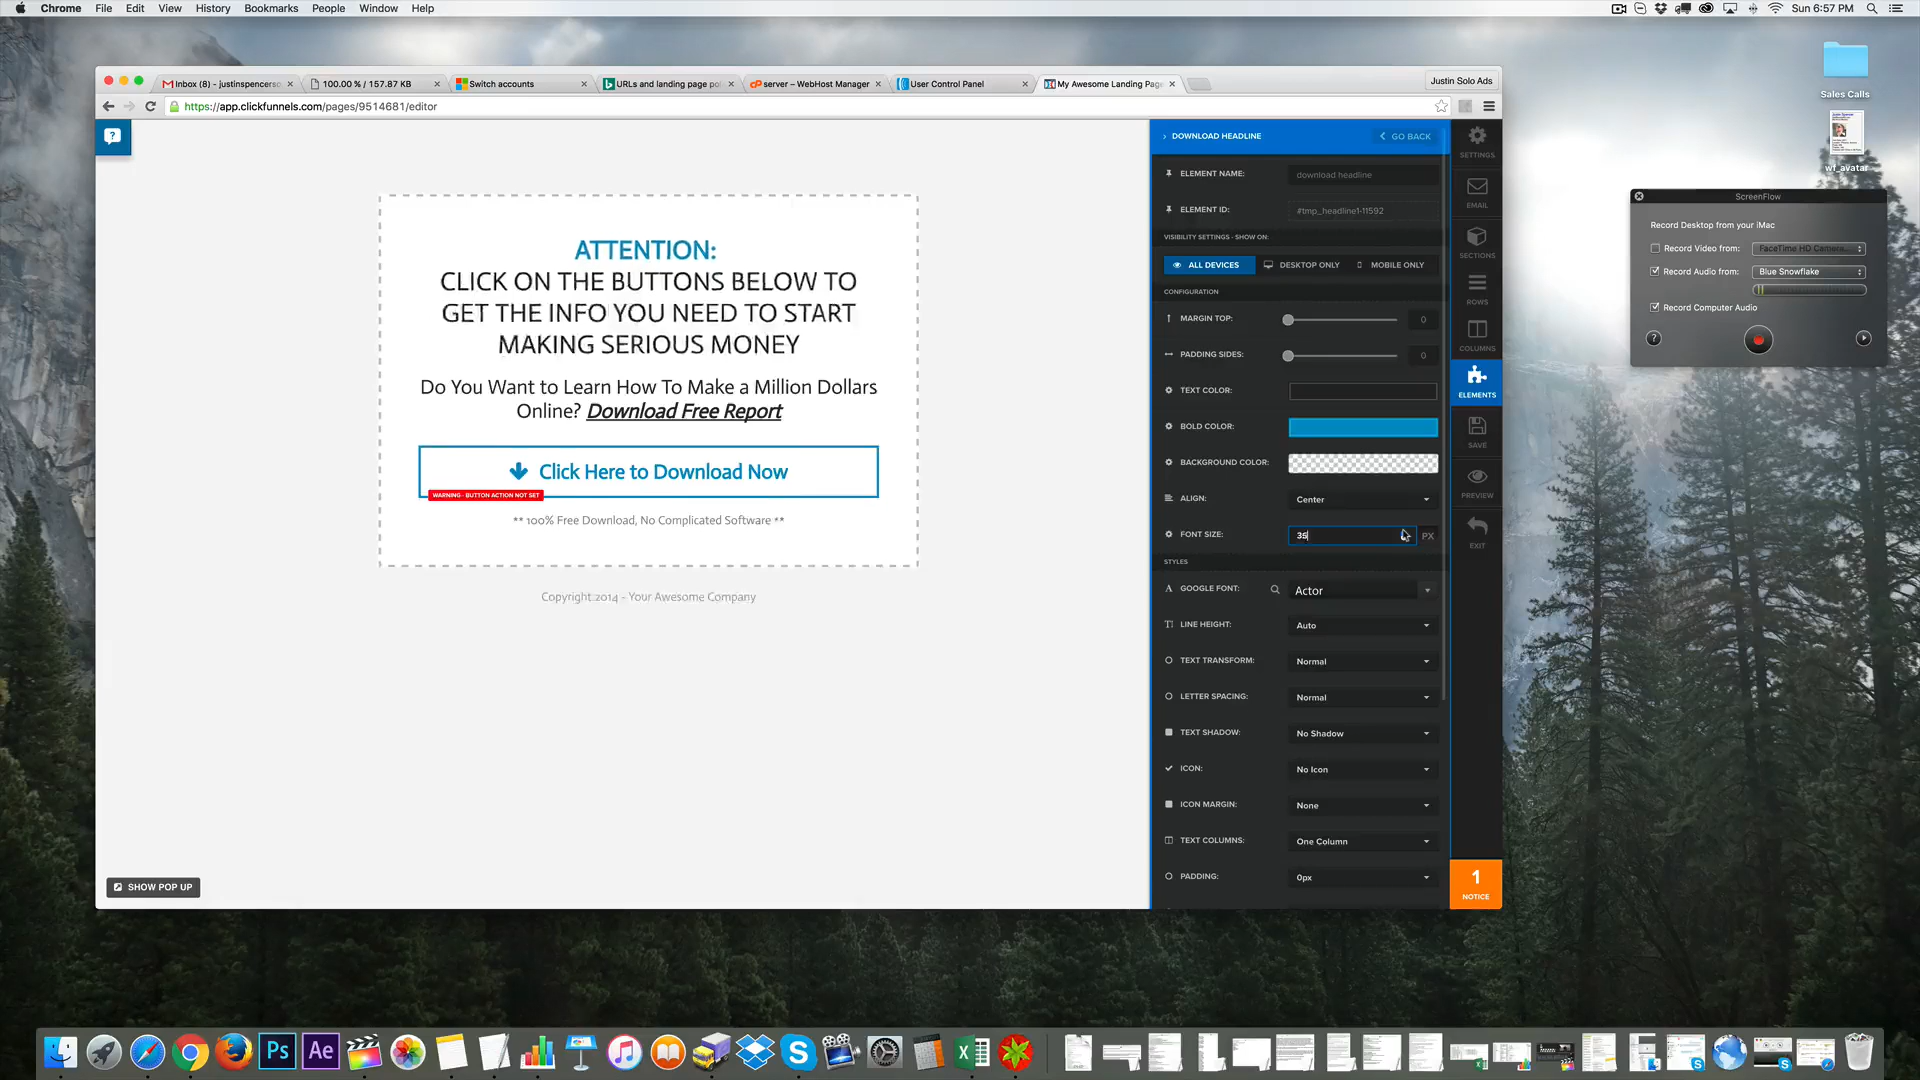 Chrome File Edit View History Bookmarks People Window Help
Sun 6:57 PM
Sales Calls
wf_avatar
Inbox (8) - justinspencerso
100.00 % / 157.87 KB
Switch accounts
URLs and landing page pol
cP server – WebHost Manager
User Control Panel
My Awesome Landing Page
Justin Solo Ads
https://app.clickfunnels.com/pages/9514681/editor
ATTENTION:
CLICK ON THE BUTTONS BELOW TO
GET THE INFO YOU NEED TO START
MAKING SERIOUS MONEY
Do You Want to Learn How To Make a Million Dollars
Online? Download Free Report
Click Here to Download Now
WARNING - BUTTON ACTION NOT SET
** 100% Free Download, No Complicated Software **
Copyright 2014 - Your Awesome Company
SHOW POP UP
DOWNLOAD HEADLINE
GO BACK
ELEMENT NAME: download headline
ELEMENT ID: #tmp_headline1-11592
VISIBILITY SETTINGS - SHOW ON:
ALL DEVICES DESKTOP ONLY MOBILE ONLY
CONFIGURATION
MARGIN TOP: 0
PADDING SIDES: 0
TEXT COLOR:
BOLD COLOR:
BACKGROUND COLOR:
ALIGN: Center
FONT SIZE: 35 PX
STYLES
GOOGLE FONT: Actor
LINE HEIGHT: Auto
TEXT TRANSFORM: Normal
LETTER SPACING: Normal
TEXT SHADOW: No Shadow
ICON: No Icon
ICON MARGIN: None
TEXT COLUMNS: One Column
PADDING: 0px
SETTINGS
EMAIL
SECTIONS
ROWS
COLUMNS
ELEMENTS
SAVE
PREVIEW
EXIT
1
NOTICE
ScreenFlow
Record Desktop from your iMac
Record Video from: FaceTime HD Camera
Record Audio from: Blue Snowflake
Record Computer Audio
Ps
Ae